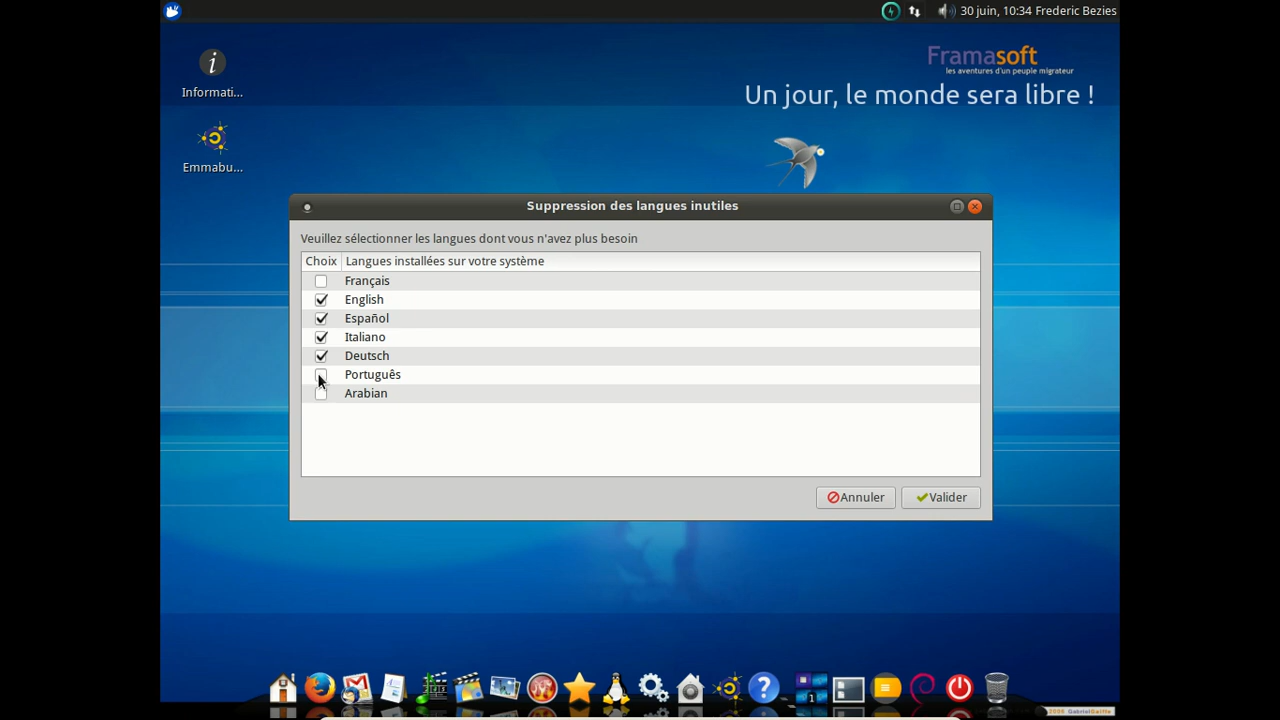 30 juin, 10:34 Frederic Bezies
Framasoft
les aventures d'un peuple migrateur
Un jour, le monde sera libre !
Informati...
Emmabu...
Suppression des langues inutiles
Veuillez sélectionner les langues dont vous n'avez plus besoin
Choix Langues installées sur votre système
Français
English
Español
Italiano
Deutsch
Português
Arabian
Annuler
Valider
1